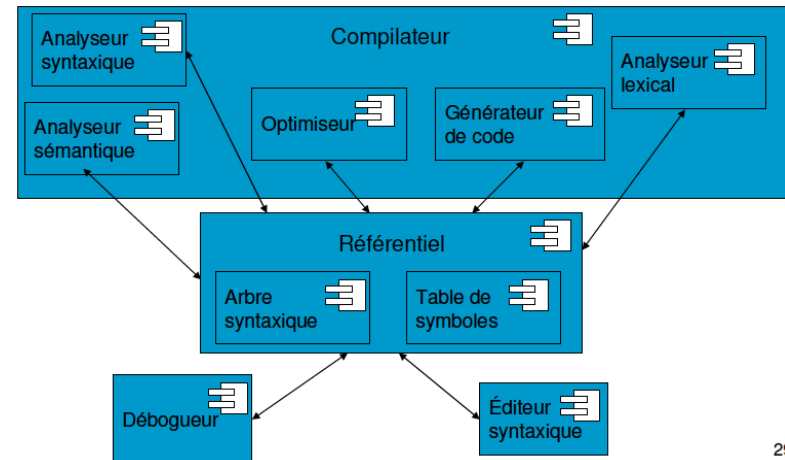 Compilateur
Analyseur
syntaxique
Analyseur
lexical
Analyseur
sémantique
Optimiseur
Générateur
de code
Référentiel
Arbre
syntaxique
Table de
symboles
Débogueur
Éditeur
syntaxique
29